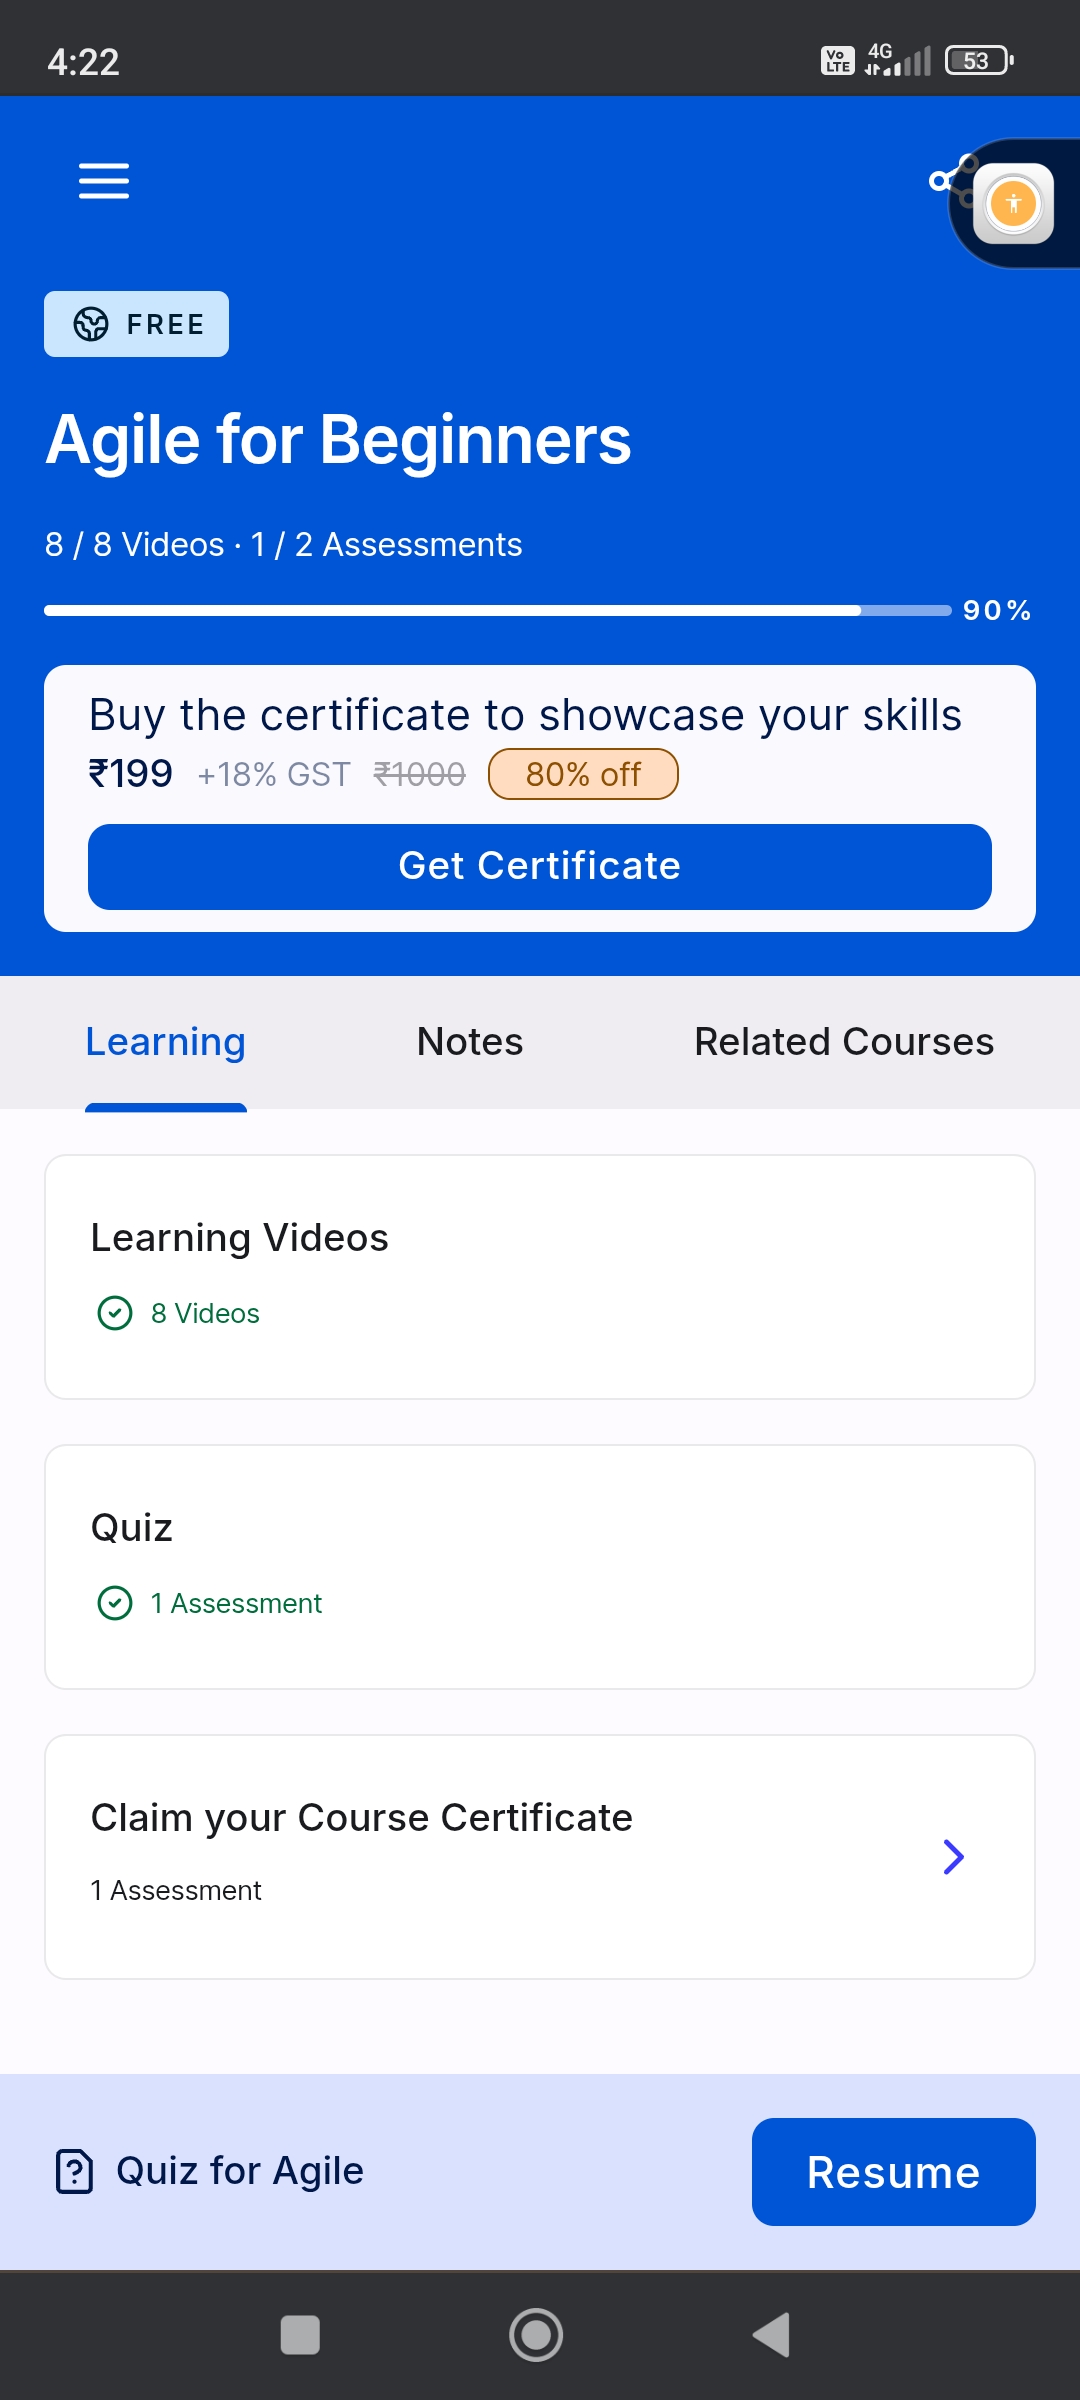 4:22
Vo LTE 4G 53
FREE
Agile for Beginners
8 / 8 Videos · 1 / 2 Assessments
90%
Buy the certificate to showcase your skills
₹199 +18% GST ₹1000 80% off
Get Certificate
Learning Notes Related Courses
Learning Videos
8 Videos
Quiz
1 Assessment
Claim your Course Certificate
1 Assessment
Quiz for Agile
Resume